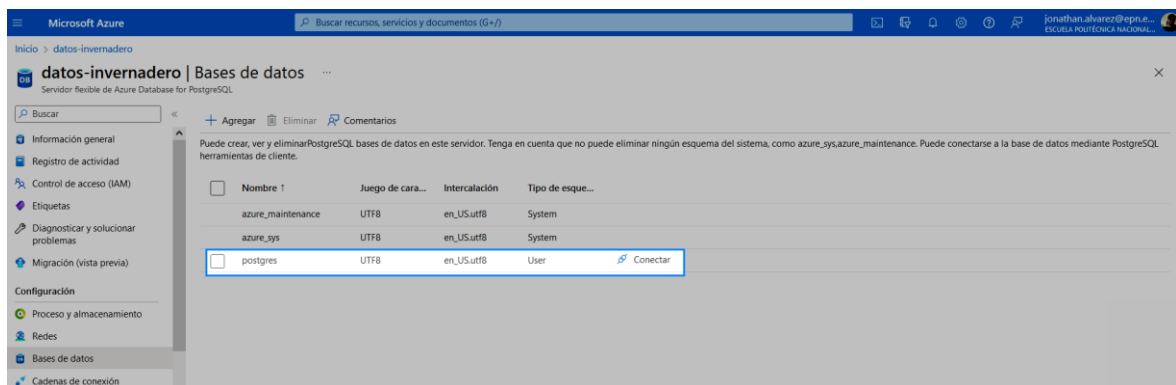 Microsoft Azure
Buscar recursos, servicios y documentos (G+/)
jonathan.alvarez@epn.e...
ESCUELA POLITÉCNICA NACIONAL...
Inicio > datos-invernadero
datos-invernadero | Bases de datos ...
Servidor flexible de Azure Database for PostgreSQL
Buscar
Información general
Registro de actividad
Control de acceso (IAM)
Etiquetas
Diagnosticar y solucionar
problemas
Migración (vista previa)
Configuración
Proceso y almacenamiento
Redes
Bases de datos
Cadenas de conexión
Agregar Eliminar Comentarios
Puede crear, ver y eliminarPostgreSQL bases de datos en este servidor. Tenga en cuenta que no puede eliminar ningún esquema del sistema, como azure_sys,azure_maintenance. Puede conectarse a la base de datos mediante PostgreSQL
herramientas de cliente.
Nombre ↑ Juego de cara... Intercalación Tipo de esque...
azure_maintenance UTF8 en_US.utf8 System
azure_sys UTF8 en_US.utf8 System
postgres UTF8 en_US.utf8 User Conectar